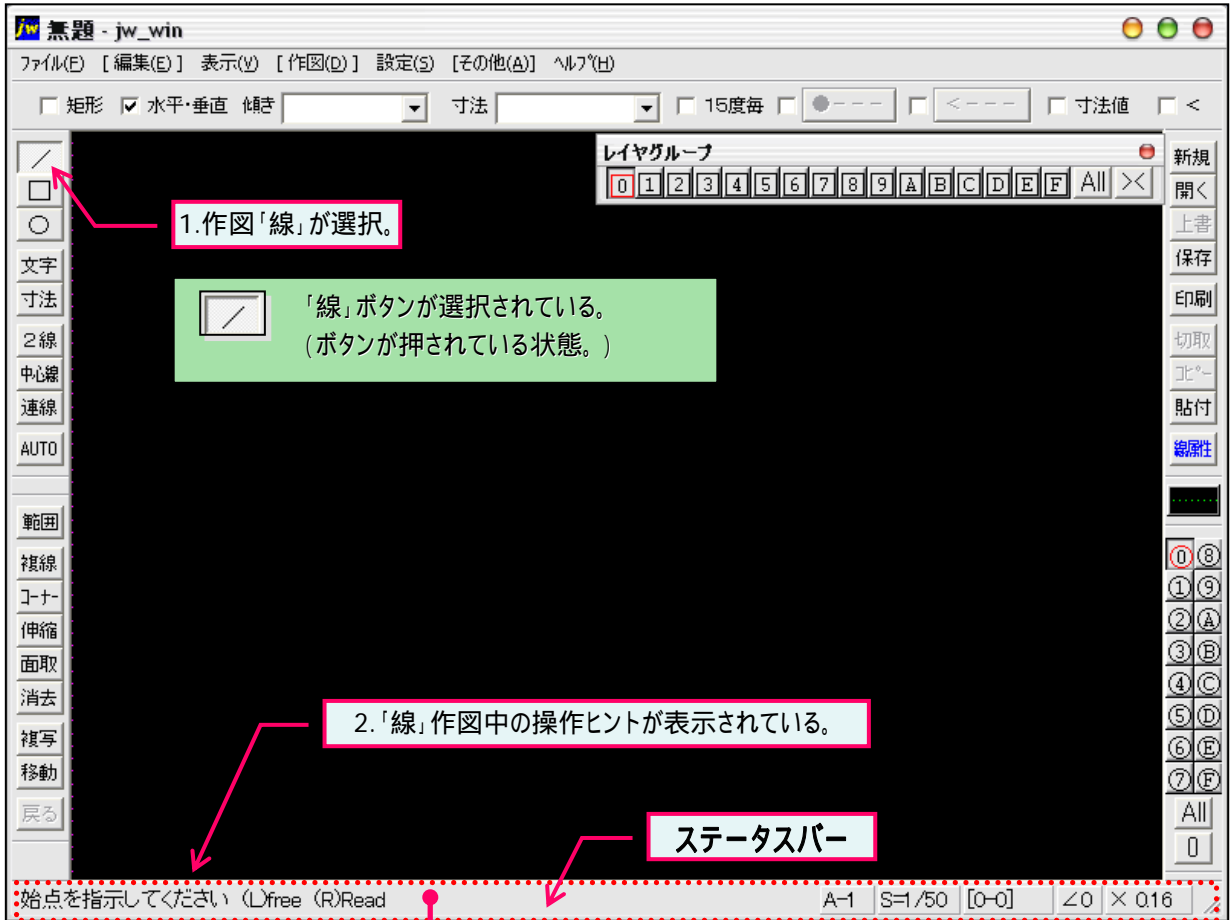 無題 - jw_win
ファイル(F) [編集(E)] 表示(V) [作図(D)] 設定(S) [その他(A)] ヘルプ(H)
矩形 水平・垂直 傾き 寸法 15度毎 ●--- <--- 寸法値 <
レイヤグループ
0 1 2 3 4 5 6 7 8 9 A B C D E F All ><
／
□
○
文字
寸法
2線
中心線
連線
AUTO
範囲
複線
コーナー
伸縮
面取
消去
複写
移動
戻る
1.作図「線」が選択。
「線」ボタンが選択されている。
(ボタンが押されている状態。)
2.「線」作図中の操作ヒントが表示されている。
ステータスバー
新規
開く
上書
保存
印刷
切取
コピー
貼付
線属性
⓪ ⑧
① ⑨
② Ⓐ
③ Ⓑ
④ Ⓒ
⑤ Ⓓ
⑥ Ⓔ
⑦ Ⓕ
All
0
始点を指示してください (L)free (R)Read A-1 S=1/50 [0-0] ∠0 × 0.16